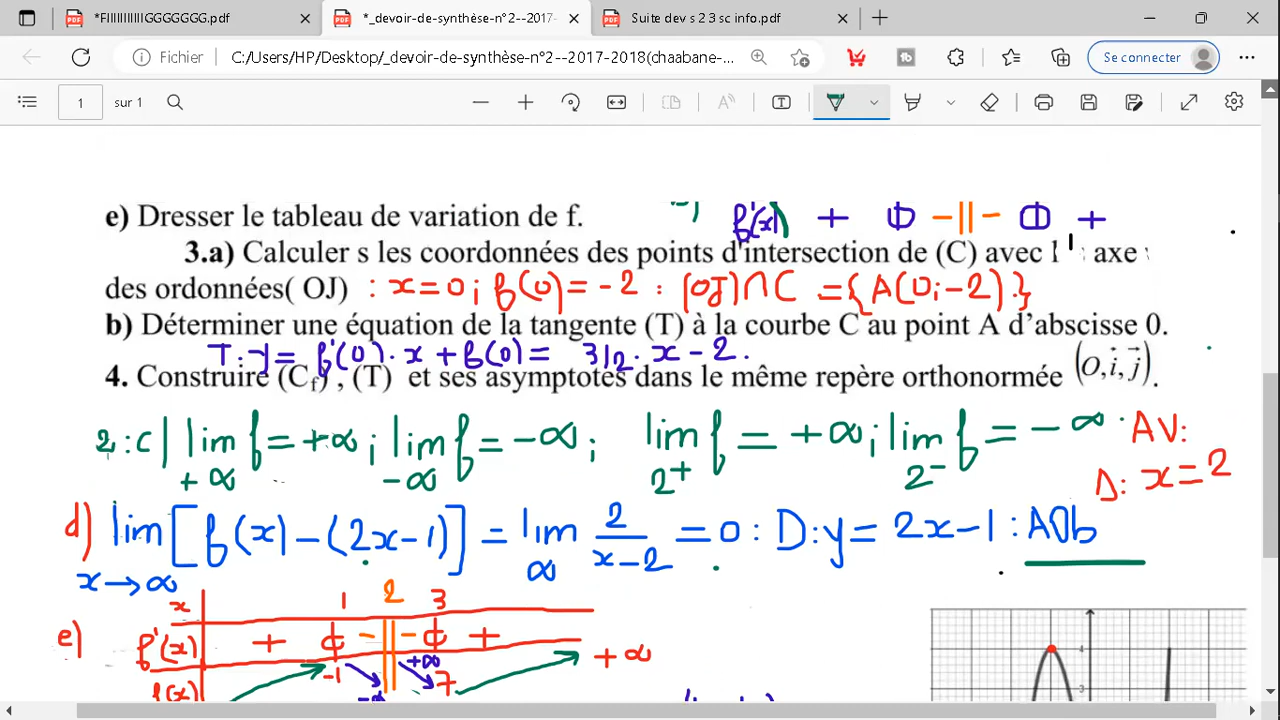 *FIIIIIIIIIIGGGGGGG.pdf
*_devoir-de-synthèse-n°2--2017-
Suite dev s 2 3 sc info.pdf
Fichier
C:/Users/HP/Desktop/_devoir-de-synthèse-n°2--2017-2018(chaabane-...
Se connecter
1 sur 1
e) Dresser le tableau de variation de f.
f'(x) + 0 - || - 0 +
3.a) Calculer s les coordonnées des points d'intersection de (C) avec l' axe
des ordonnées( OJ) : x=0; f(0)=-2 : (OJ)∩C ={A(0;-2)}
b) Déterminer une équation de la tangente (T) à la courbe C au point A d'abscisse 0.
T: y= f'(0).x+f(0)= 3/2.x-2.
4. Construire (Cf) , (T) et ses asymptotes dans le même repère orthonormée (O,i,j).
2:c) lim f=+∞; lim f=-∞; lim f=+∞; lim f=-∞. AV:
+∞ -∞ 2+ 2- Δ: x=2
d) lim [f(x)-(2x-1)] = lim 2/(x-2) =0: D:y=2x-1: AOb
x→∞ ∞
x 1 2 3
e) f'(x) + 0 - || - 0 +
+∞ +∞
f(x) -1 -∞ 7
4
3